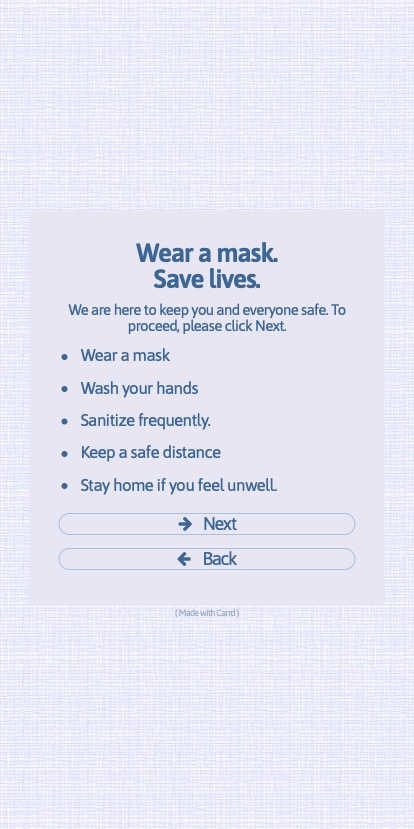 Wear a mask.
Save lives.
We are here to keep you and everyone safe. To
proceed, please click Next.
Wear a mask
Wash your hands
Sanitize frequently.
Keep a safe distance
Stay home if you feel unwell.
Next
Back
( Made with Carrd )